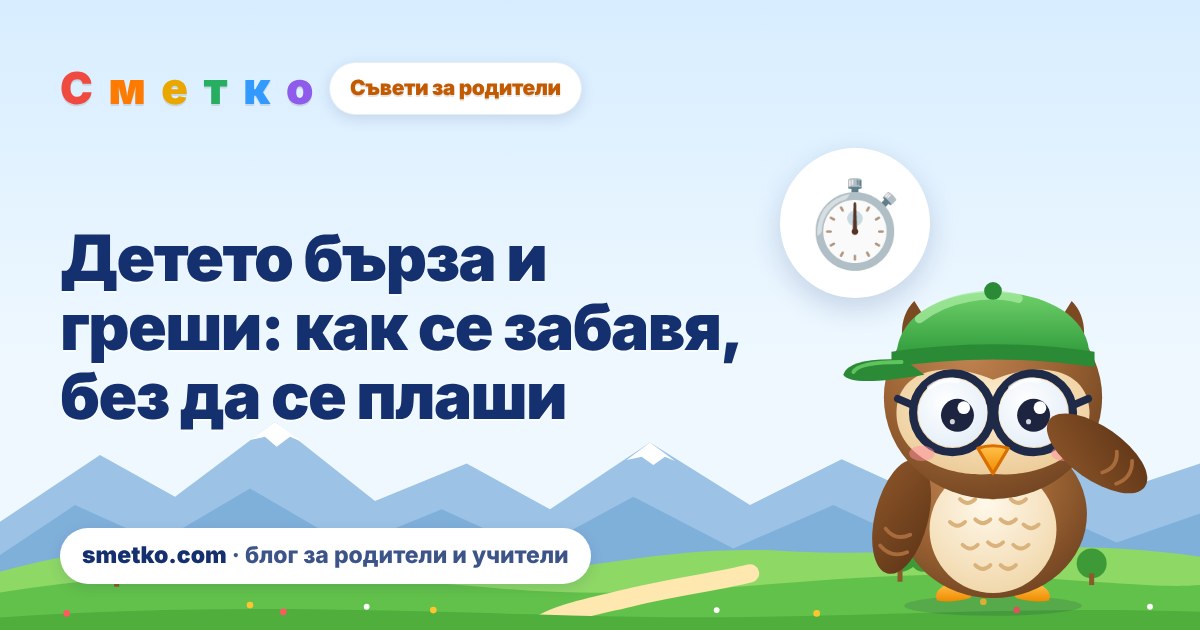 Сметко
Съвети за родители
Детето бърза и
греши: как се забавя,
без да се плаши
smetko.com · блог за родители и учители